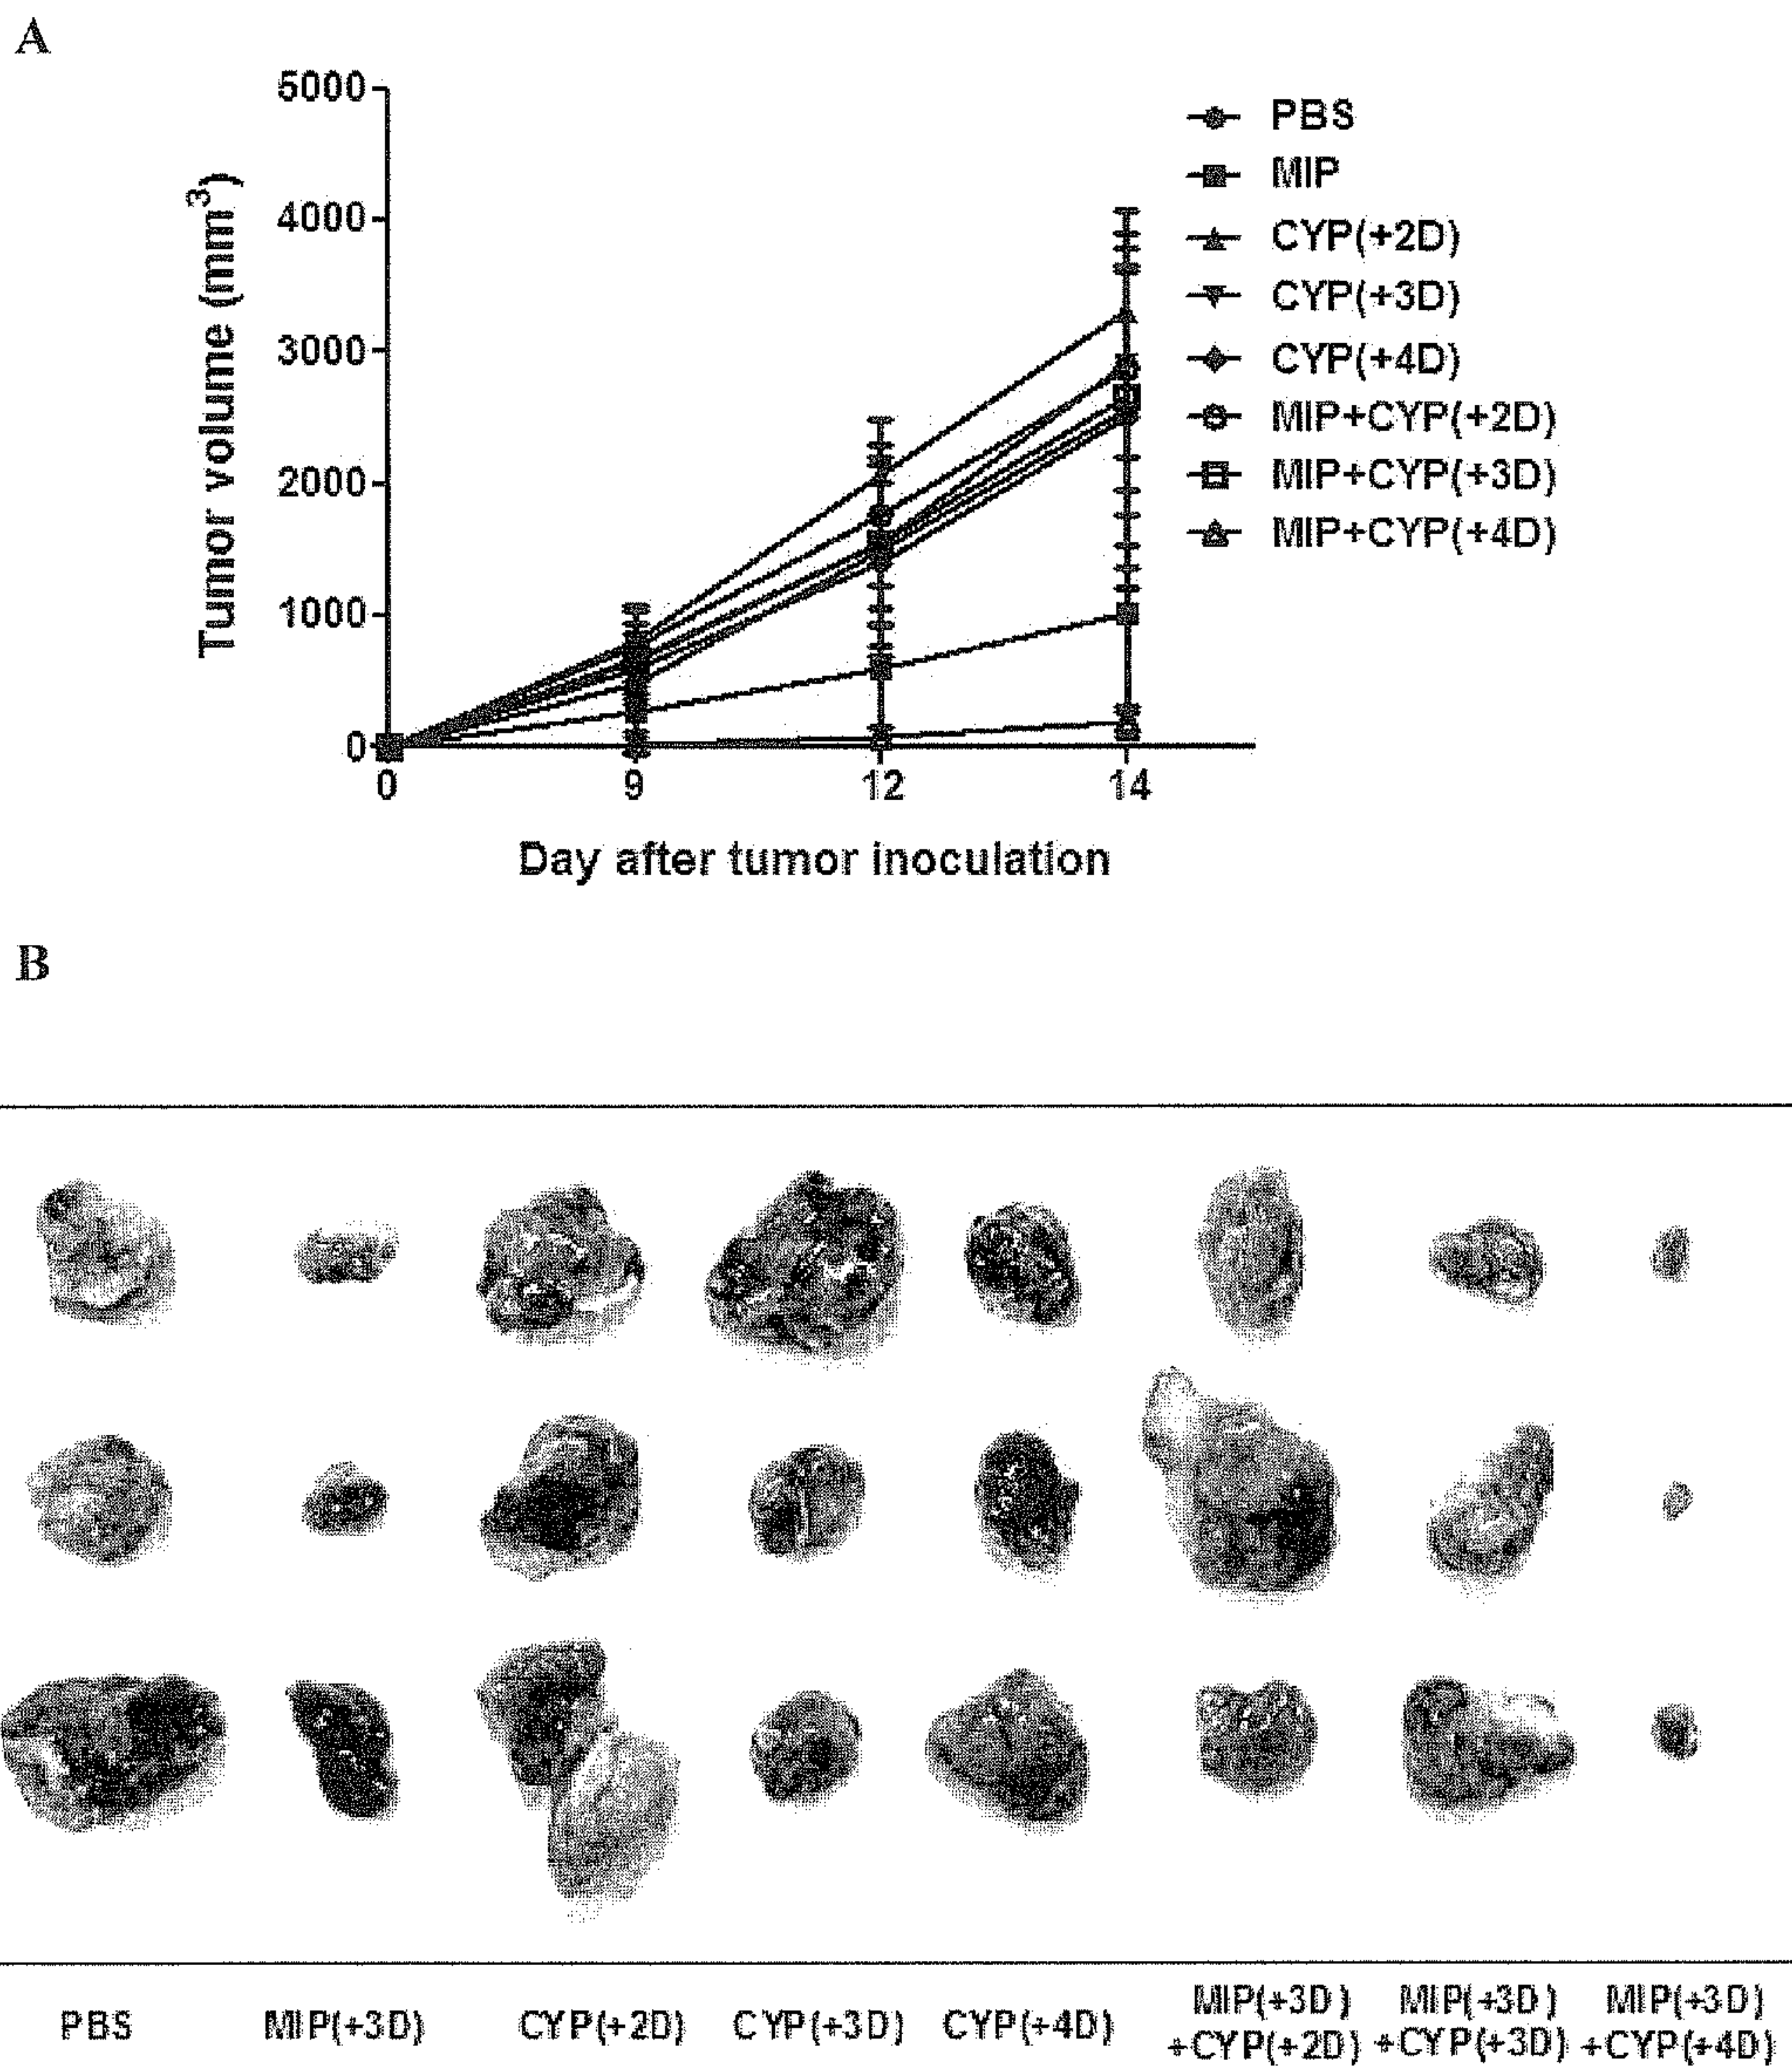 A
5000
4000
3000
2000
1000
0
Tumor volume (mm³)
0 9 12 14
Day after tumor inoculation
PBS
MIP
CYP(+2D)
CYP(+3D)
CYP(+4D)
MIP+CYP(+2D)
MIP+CYP(+3D)
MIP+CYP(+4D)
B
PBS
MIP(+3D)
CYP(+2D)
CYP(+3D)
CYP(+4D)
MIP(+3D)
+CYP(+2D)
MIP(+3D)
+CYP(+3D)
MIP(+3D)
+CYP(+4D)